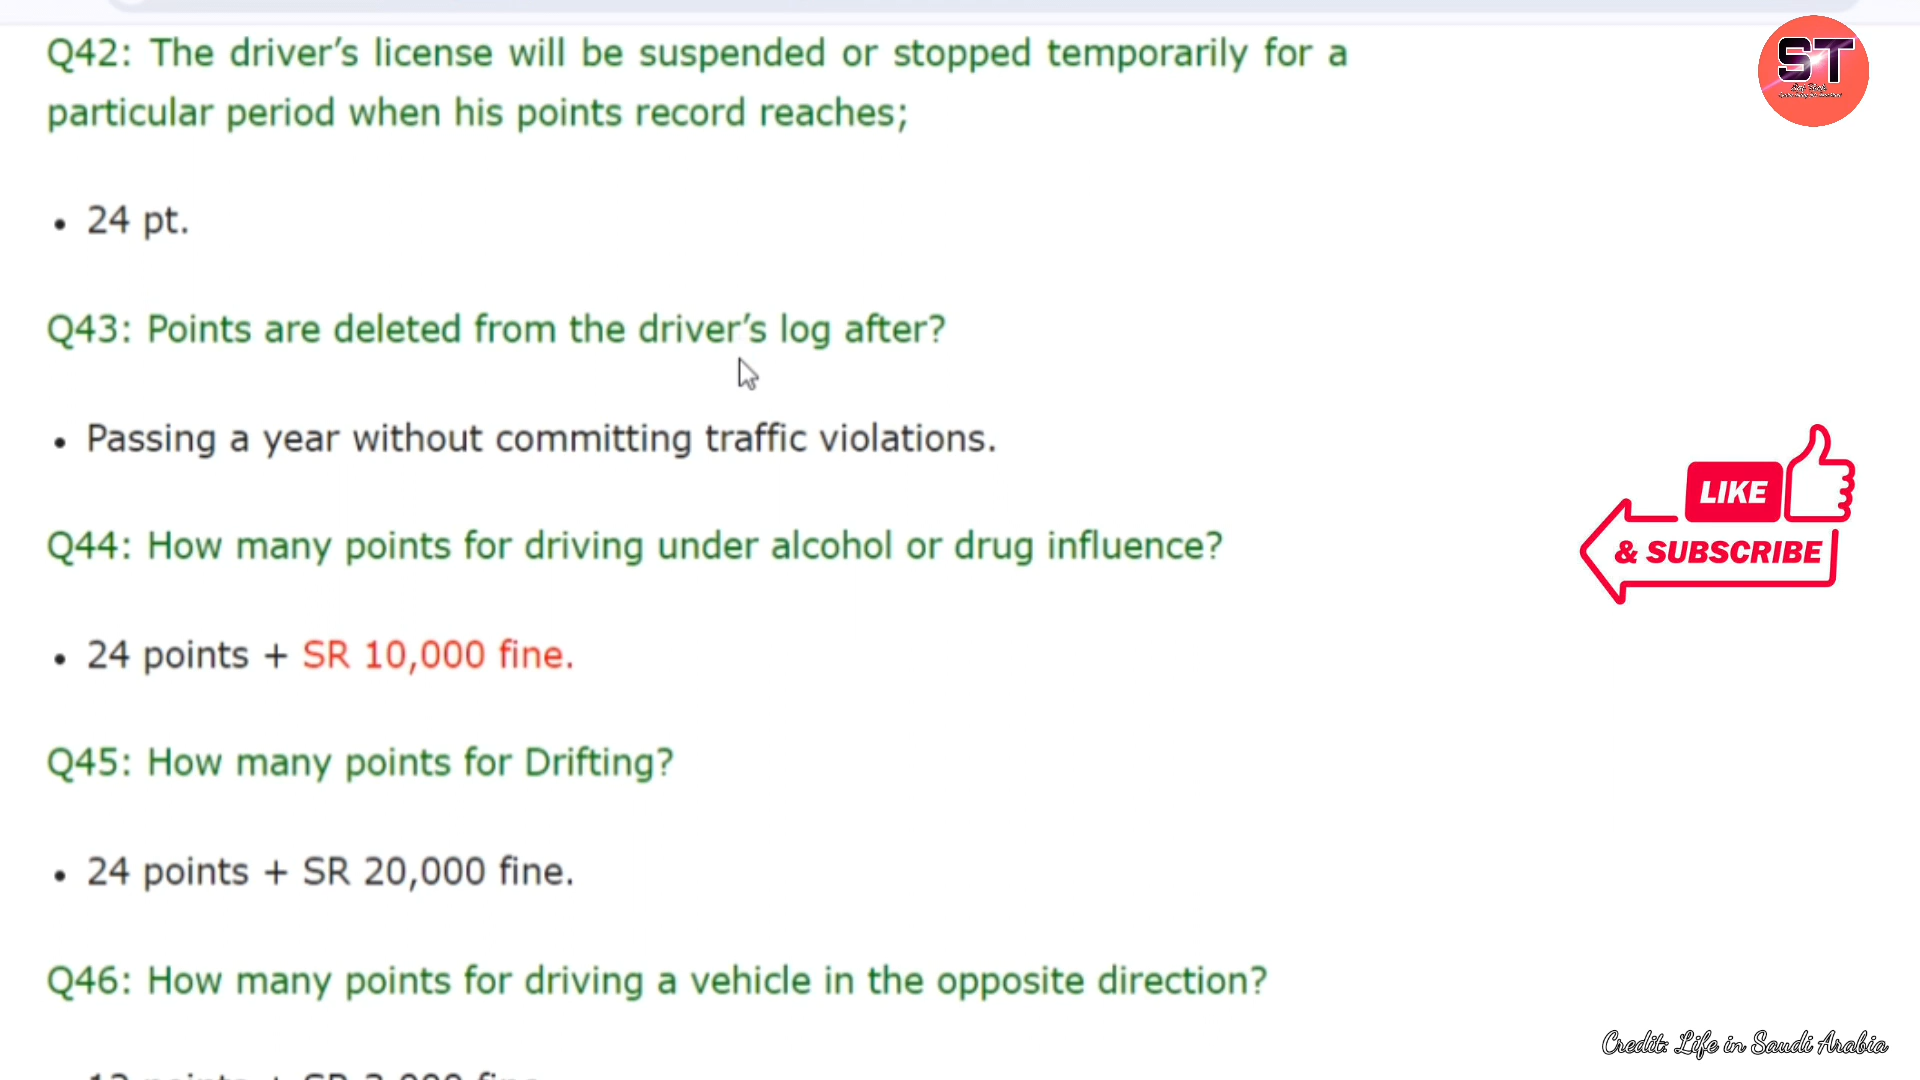 Q42: The driver’s license will be suspended or stopped temporarily for a
particular period when his points record reaches;
• 24 pt.
Q43: Points are deleted from the driver’s log after?
• Passing a year without committing traffic violations.
Q44: How many points for driving under alcohol or drug influence?
• 24 points + SR 10,000 fine.
Q45: How many points for Drifting?
• 24 points + SR 20,000 fine.
Q46: How many points for driving a vehicle in the opposite direction?
ST
LIKE
& SUBSCRIBE
Credit: Life in Saudi Arabia